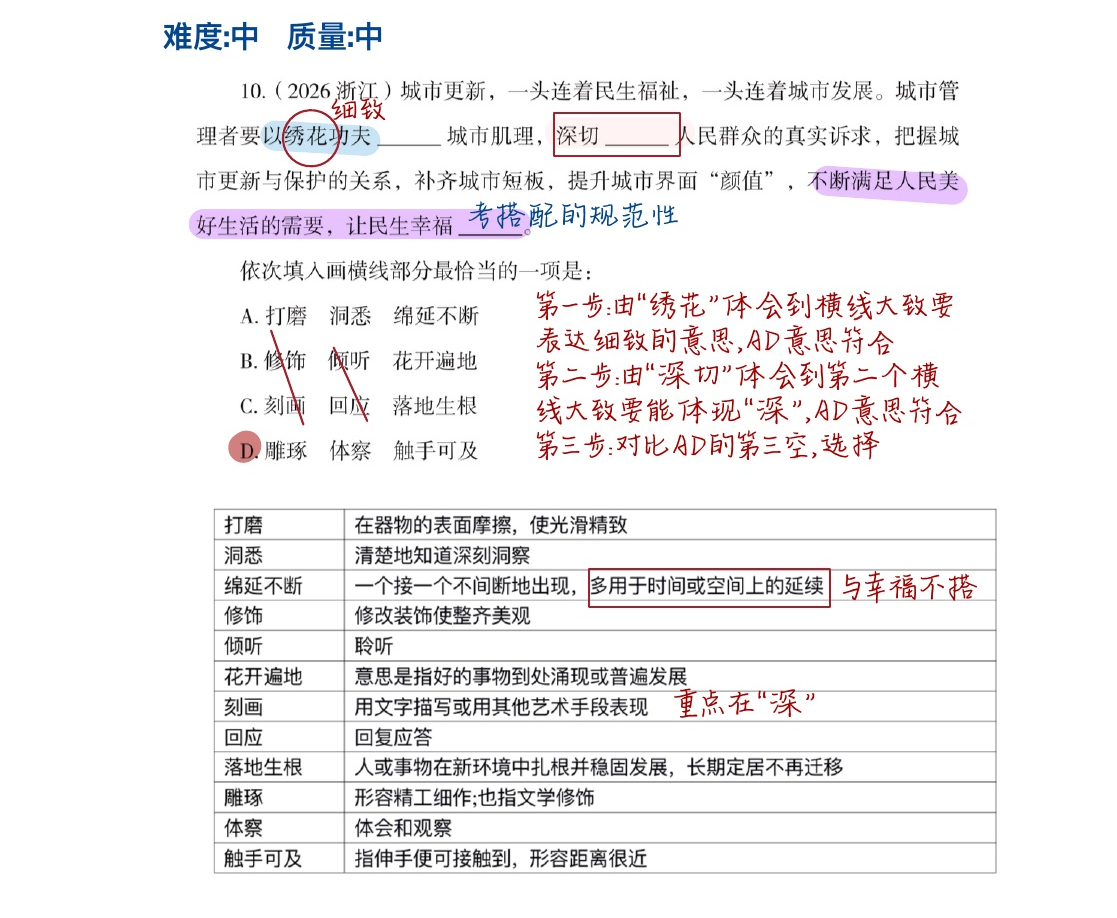 难度:中 质量:中
10.（2026 浙江）城市更新，一头连着民生福祉，一头连着城市发展。城市管
细致
理者要以绣花功夫______城市肌理，深切______人民群众的真实诉求，把握城
市更新与保护的关系，补齐城市短板，提升城市界面“颜值”，不断满足人民美
好生活的需要，让民生幸福______。
考搭配的规范性
依次填入画横线部分最恰当的一项是：
A. 打磨 洞悉 绵延不断
B. 修饰 倾听 花开遍地
C. 刻画 回应 落地生根
D. 雕琢 体察 触手可及
第一步:由“绣花”体会到横线大致要
表达细致的意思,AD意思符合
第二步:由“深切”体会到第二个横
线大致要能体现“深”,AD意思符合
第三步:对比AD的第三空,选择
打磨 在器物的表面摩擦，使光滑精致
洞悉 清楚地知道深刻洞察
绵延不断 一个接一个不间断地出现，多用于时间或空间上的延续 与幸福不搭
修饰 修改装饰使整齐美观
倾听 聆听
花开遍地 意思是指好的事物到处涌现或普遍发展
刻画 用文字描写或用其他艺术手段表现 重点在“深”
回应 回复应答
落地生根 人或事物在新环境中扎根并稳固发展，长期定居不再迁移
雕琢 形容精工细作;也指文学修饰
体察 体会和观察
触手可及 指伸手便可接触到，形容距离很近